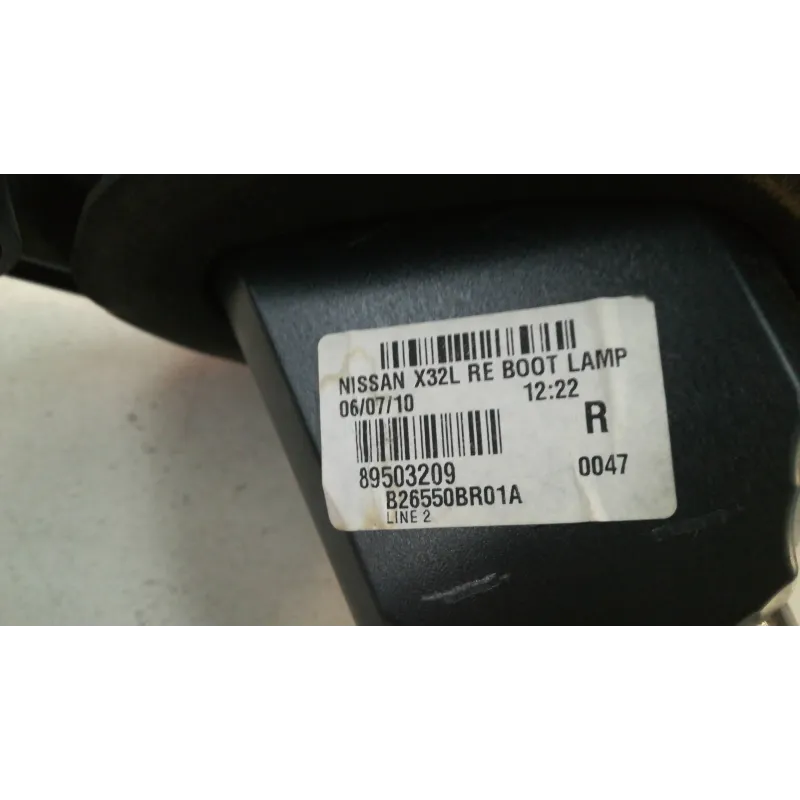 NISSAN X32L RE BOOT LAMP
06/07/10 12:22
R
89503209 0047
B26550BR01A
LINE 2